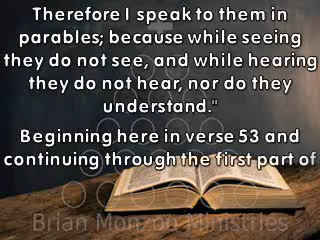 Therefore I speak to them in
parables; because while seeing
they do not see, and while hearing
they do not hear, nor do they
understand."
Beginning here in verse 53 and
continuing through the first part of
Brian Monzon Ministries